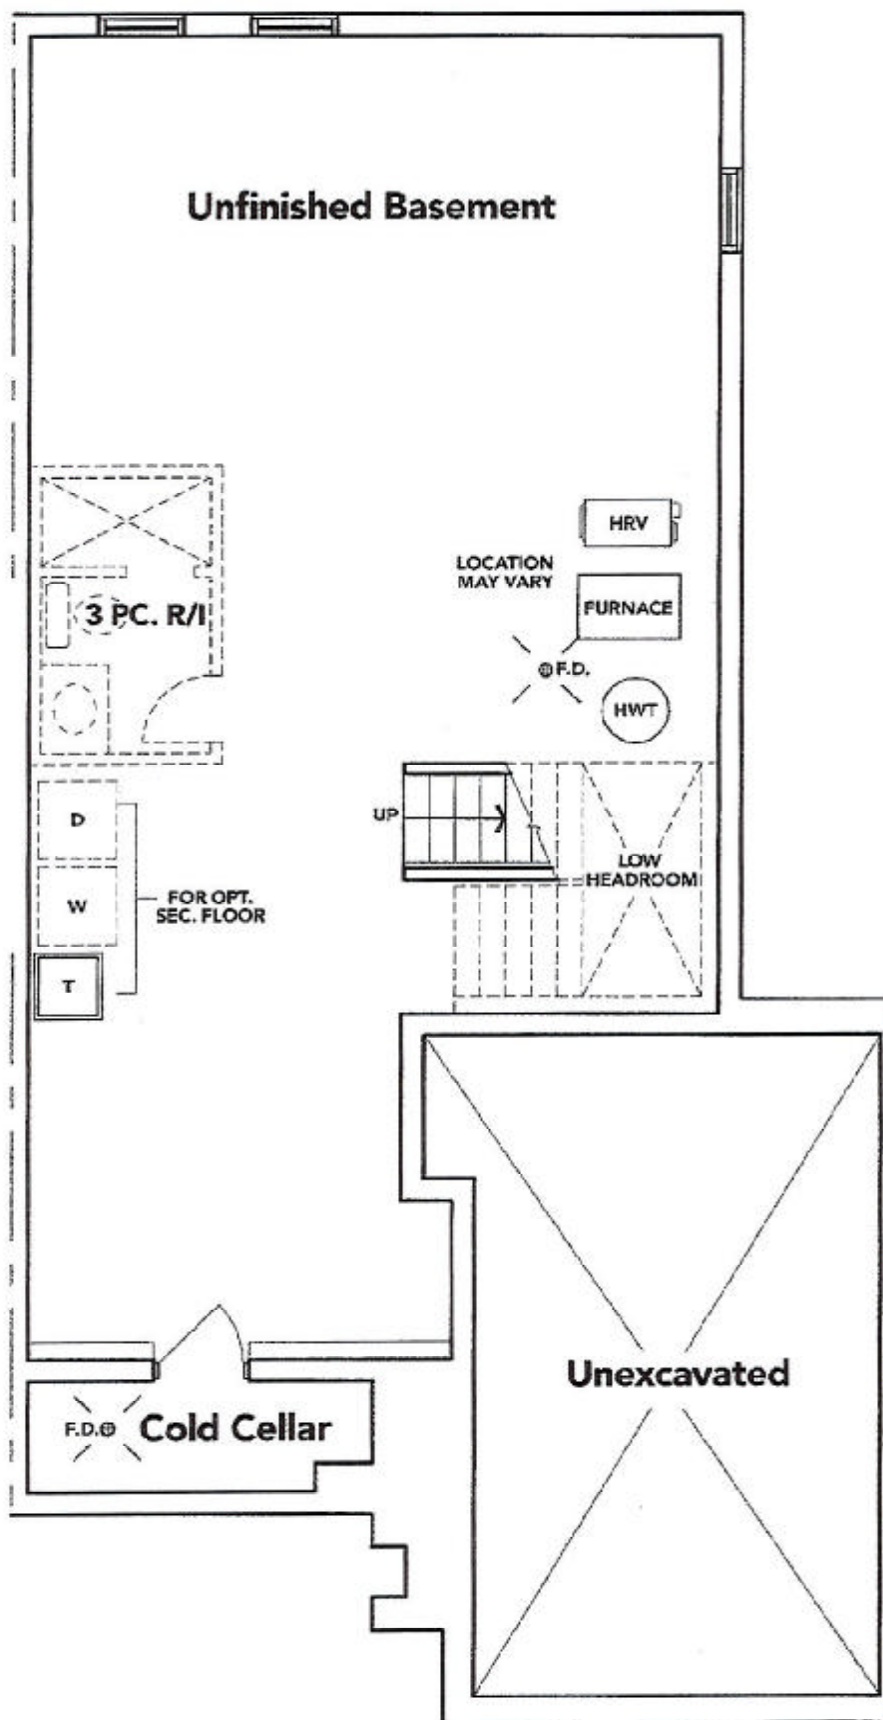 Unfinished Basement
HRV
LOCATION
MAY VARY
FURNACE
3 PC. R/I
F.D.
HWT
UP
D
LOW
HEADROOM
W
FOR OPT.
SEC. FLOOR
T
Unexcavated
F.D.
Cold Cellar